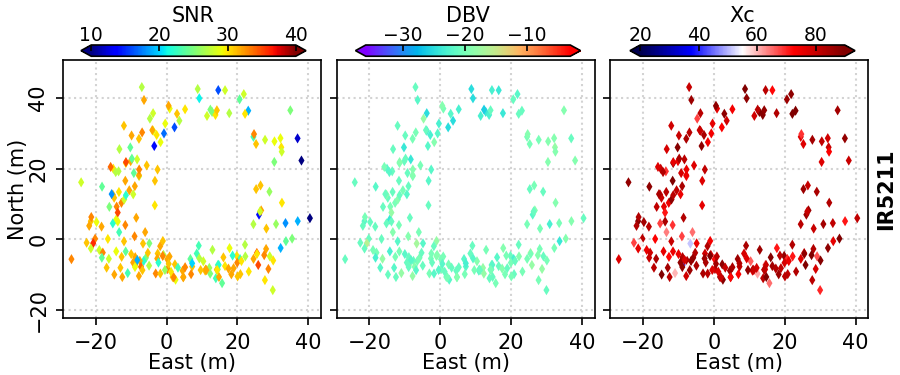 SNR DBV Xc
10 20 30 40 −30 −20 −10 20 40 60 80
40
20
0
−20
North (m)
IR5211
−20 0 20 40 −20 0 20 40 −20 0 20 40
East (m) East (m) East (m)